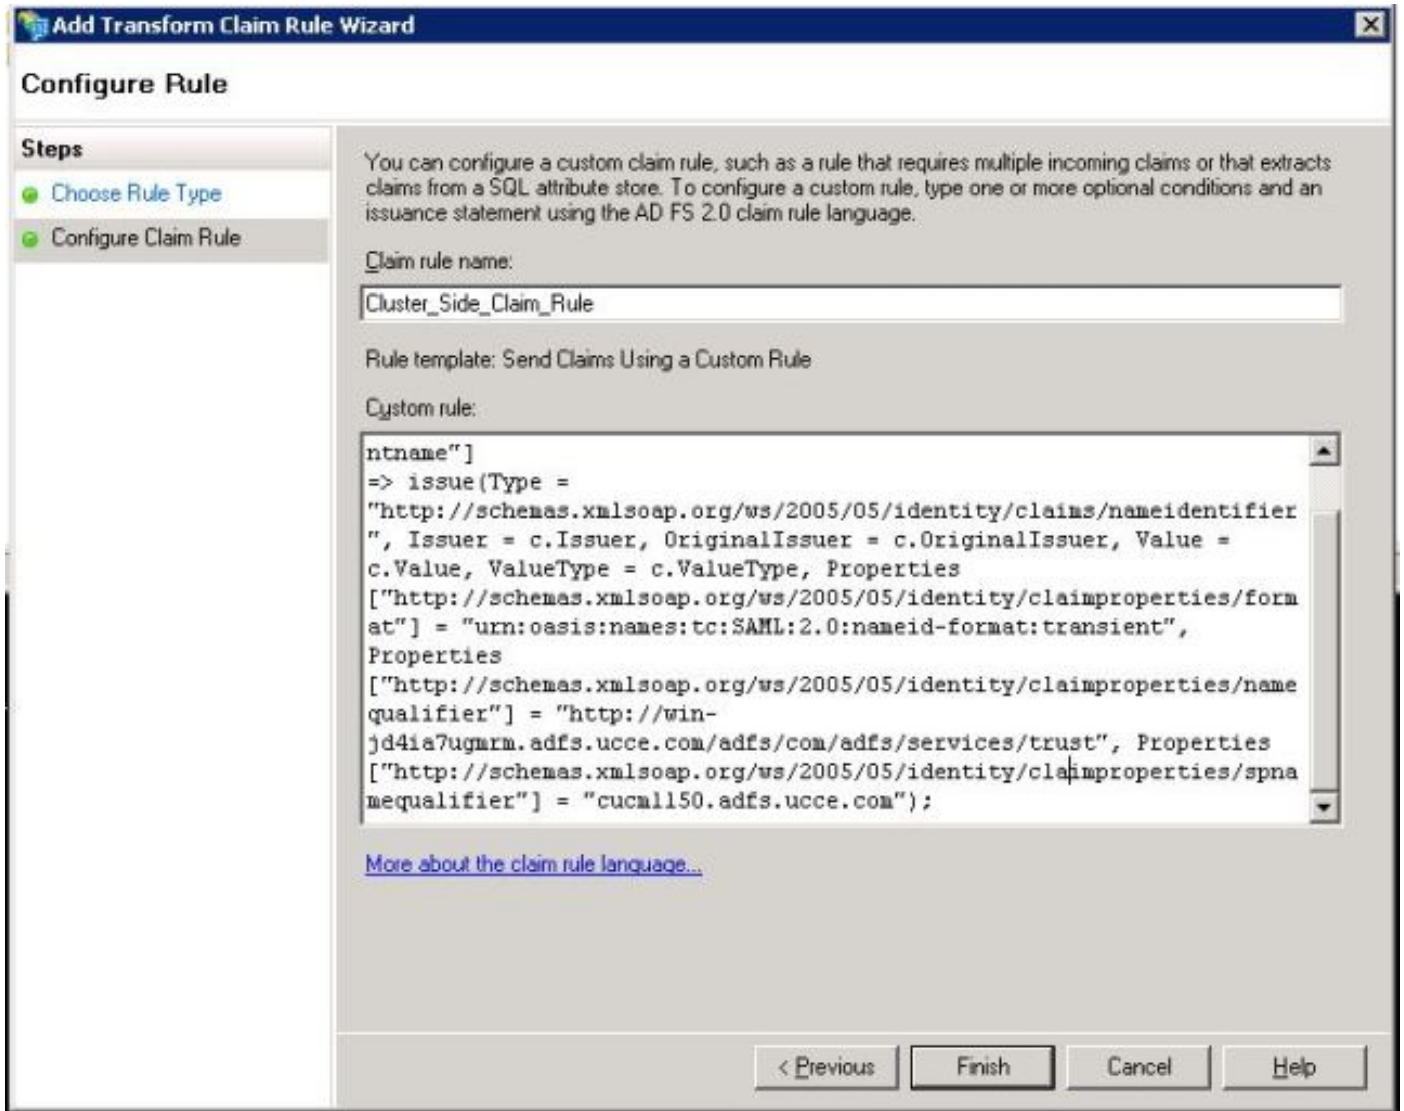 Add Transform Claim Rule Wizard
Configure Rule
Steps
Choose Rule Type
Configure Claim Rule
You can configure a custom claim rule, such as a rule that requires multiple incoming claims or that extracts
claims from a SQL attribute store. To configure a custom rule, type one or more optional conditions and an
issuance statement using the AD FS 2.0 claim rule language.
Claim rule name:
Cluster_Side_Claim_Rule
Rule template: Send Claims Using a Custom Rule
Custom rule:
ntname"]
=> issue(Type =
"http://schemas.xmlsoap.org/ws/2005/05/identity/claims/nameidentifier
", Issuer = c.Issuer, OriginalIssuer = c.OriginalIssuer, Value =
c.Value, ValueType = c.ValueType, Properties
["http://schemas.xmlsoap.org/ws/2005/05/identity/claimproperties/form
at"] = "urn:oasis:names:tc:SAML:2.0:nameid-format:transient",
Properties
["http://schemas.xmlsoap.org/ws/2005/05/identity/claimproperties/name
qualifier"] = "http://win-
jd4ia7ugmrm.adfs.ucce.com/adfs/com/adfs/services/trust", Properties
["http://schemas.xmlsoap.org/ws/2005/05/identity/claimproperties/spna
mequalifier"] = "cucm1150.adfs.ucce.com");
More about the claim rule language...
< Previous
Finish
Cancel
Help